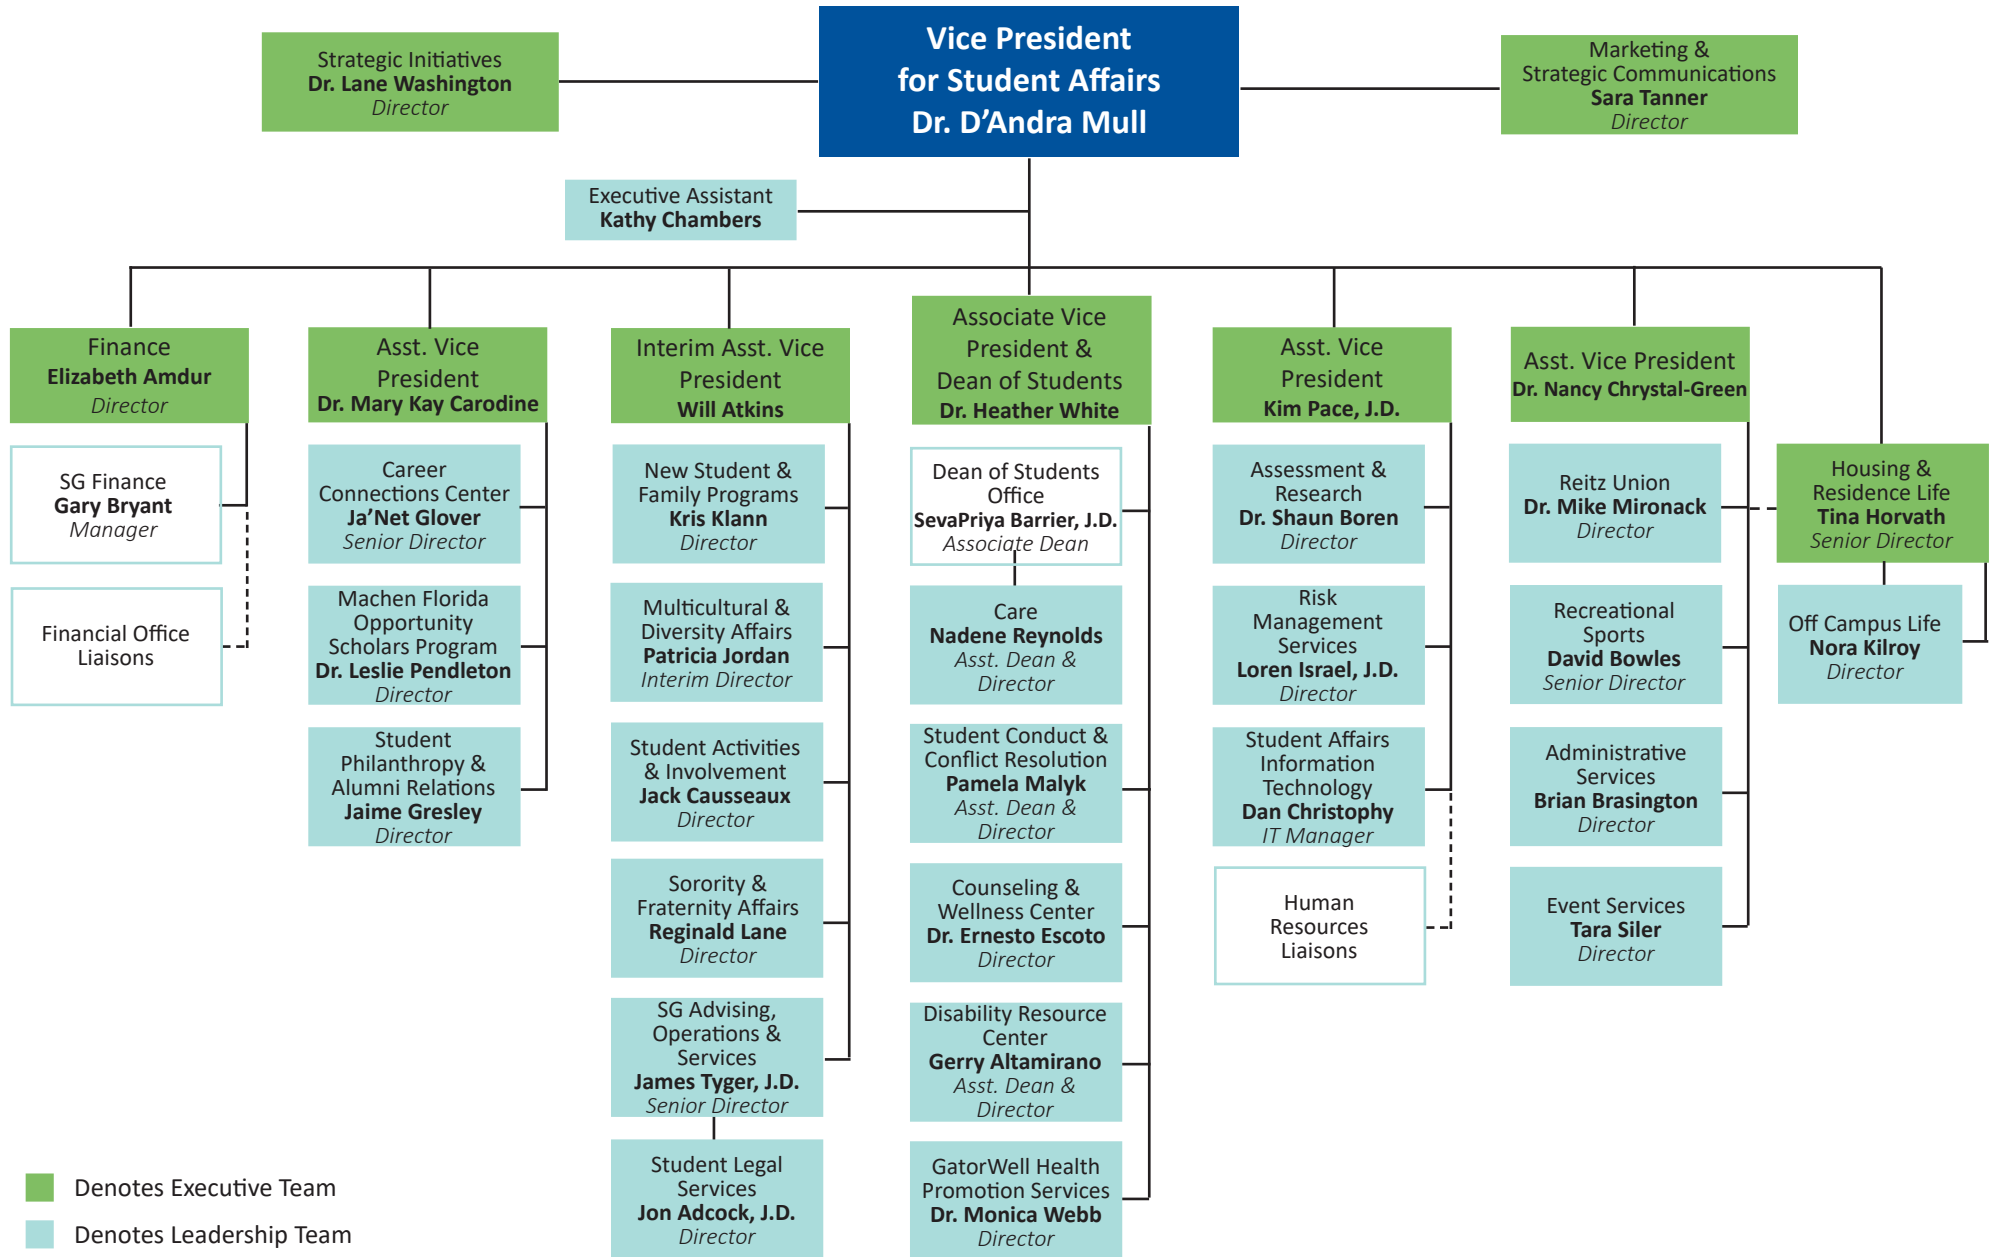 Vice President
for Student Affairs
Dr. D’Andra Mull
Strategic Initiatives
Dr. Lane Washington
Director
Marketing &
Strategic Communications
Sara Tanner
Director
Executive Assistant
Kathy Chambers
Finance
Elizabeth Amdur
Director
SG Finance
Gary Bryant
Manager
Financial Office
Liaisons
Asst. Vice
President
Dr. Mary Kay Carodine
Career
Connections Center
Ja’Net Glover
Senior Director
Machen Florida
Opportunity
Scholars Program
Dr. Leslie Pendleton
Director
Student
Philanthropy &
Alumni Relations
Jaime Gresley
Director
Interim Asst. Vice
President
Will Atkins
New Student &
Family Programs
Kris Klann
Director
Multicultural &
Diversity Affairs
Patricia Jordan
Interim Director
Student Activities
& Involvement
Jack Causseaux
Director
Sorority &
Fraternity Affairs
Reginald Lane
Director
SG Advising,
Operations &
Services
James Tyger, J.D.
Senior Director
Student Legal
Services
Jon Adcock, J.D.
Director
Associate Vice
President &
Dean of Students
Dr. Heather White
Dean of Students
Office
SevaPriya Barrier, J.D.
Associate Dean
Care
Nadene Reynolds
Asst. Dean &
Director
Student Conduct &
Conflict Resolution
Pamela Malyk
Asst. Dean &
Director
Counseling &
Wellness Center
Dr. Ernesto Escoto
Director
Disability Resource
Center
Gerry Altamirano
Asst. Dean &
Director
GatorWell Health
Promotion Services
Dr. Monica Webb
Director
Asst. Vice
President
Kim Pace, J.D.
Assessment &
Research
Dr. Shaun Boren
Director
Risk
Management
Services
Loren Israel, J.D.
Director
Student Affairs
Information
Technology
Dan Christophy
IT Manager
Human
Resources
Liaisons
Asst. Vice President
Dr. Nancy Chrystal-Green
Reitz Union
Dr. Mike Mironack
Director
Recreational
Sports
David Bowles
Senior Director
Administrative
Services
Brian Brasington
Director
Event Services
Tara Siler
Director
Housing &
Residence Life
Tina Horvath
Senior Director
Off Campus Life
Nora Kilroy
Director
Denotes Executive Team
Denotes Leadership Team